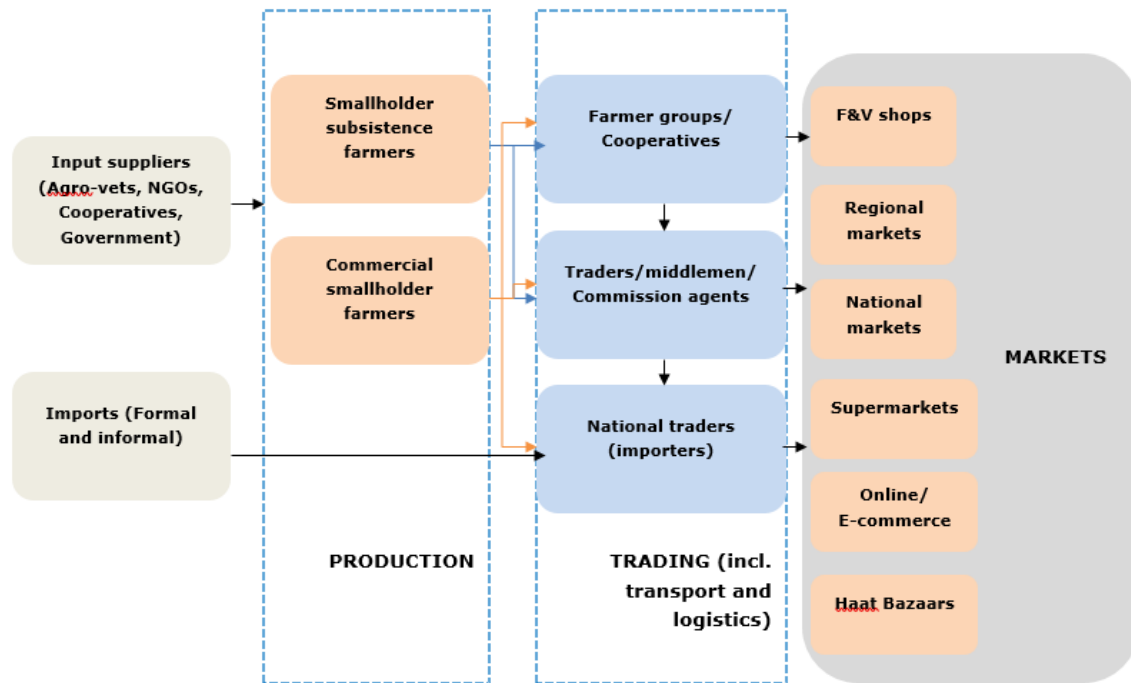 Input suppliers
(Agro-vets, NGOs,
Cooperatives,
Government)
Imports (Formal
and informal)
Smallholder
subsistence
farmers
Commercial
smallholder
farmers
PRODUCTION
Farmer groups/
Cooperatives
Traders/middlemen/
Commission agents
National traders
(importers)
TRADING (incl.
transport and
logistics)
F&V shops
Regional
markets
National
markets
Supermarkets
Online/
E-commerce
Haat Bazaars
MARKETS